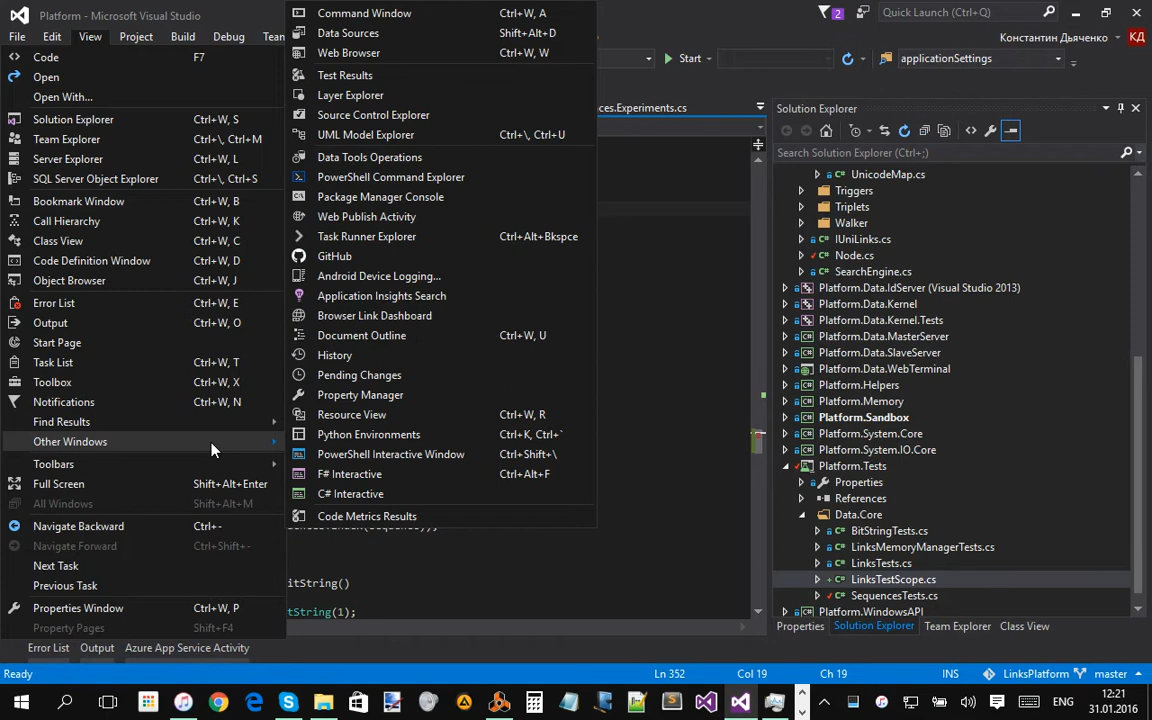 Platform - Microsoft Visual Studio
2
Quick Launch (Ctrl+Q)
File Edit View Project Build Debug Tean
Константин Дьяченко КД
Start
applicationSettings
Code F7
Open
Open With...
Solution Explorer Ctrl+W, S
Team Explorer Ctrl+\, Ctrl+M
Server Explorer Ctrl+W, L
SQL Server Object Explorer Ctrl+\, Ctrl+S
Bookmark Window Ctrl+W, B
Call Hierarchy Ctrl+W, K
Class View Ctrl+W, C
Code Definition Window Ctrl+W, D
Object Browser Ctrl+W, J
Error List Ctrl+W, E
Output Ctrl+W, O
Start Page
Task List Ctrl+W, T
Toolbox Ctrl+W, X
Notifications Ctrl+W, N
Find Results
Other Windows
Toolbars
Full Screen Shift+Alt+Enter
All Windows Shift+Alt+M
Navigate Backward Ctrl+-
Navigate Forward Ctrl+Shift+-
Next Task
Previous Task
Properties Window Ctrl+W, P
Property Pages Shift+F4
Command Window Ctrl+W, A
Data Sources Shift+Alt+D
Web Browser Ctrl+W, W
Test Results
Layer Explorer
Source Control Explorer
UML Model Explorer Ctrl+\, Ctrl+U
Data Tools Operations
PowerShell Command Explorer
Package Manager Console
Web Publish Activity
Task Runner Explorer Ctrl+Alt+Bkspce
GitHub
Android Device Logging...
Application Insights Search
Browser Link Dashboard
Document Outline Ctrl+W, U
History
Pending Changes
Property Manager
Resource View Ctrl+W, R
Python Environments Ctrl+K, Ctrl+`
PowerShell Interactive Window Ctrl+Shift+\
F# Interactive Ctrl+Alt+F
C# Interactive
Code Metrics Results
ces.Experiments.cs
itString()
tString(1);
Solution Explorer
Search Solution Explorer (Ctrl+;)
C# UnicodeMap.cs
Triggers
Triplets
Walker
C# IUniLinks.cs
C# Node.cs
C# SearchEngine.cs
Platform.Data.IdServer (Visual Studio 2013)
C# Platform.Data.Kernel
Platform.Data.Kernel.Tests
C# Platform.Data.MasterServer
C# Platform.Data.SlaveServer
Platform.Data.WebTerminal
C# Platform.Helpers
C# Platform.Memory
C# Platform.Sandbox
C# Platform.System.Core
C# Platform.System.IO.Core
Platform.Tests
Properties
References
Data.Core
C# BitStringTests.cs
C# LinksMemoryManagerTests.cs
C# LinksTests.cs
C# LinksTestScope.cs
C# SequencesTests.cs
Platform.WindowsAPI
Properties Solution Explorer Team Explorer Class View
Error List Output Azure App Service Activity
Ready Ln 352 Col 19 Ch 19 INS LinksPlatform master
ENG
12:21
31.01.2016